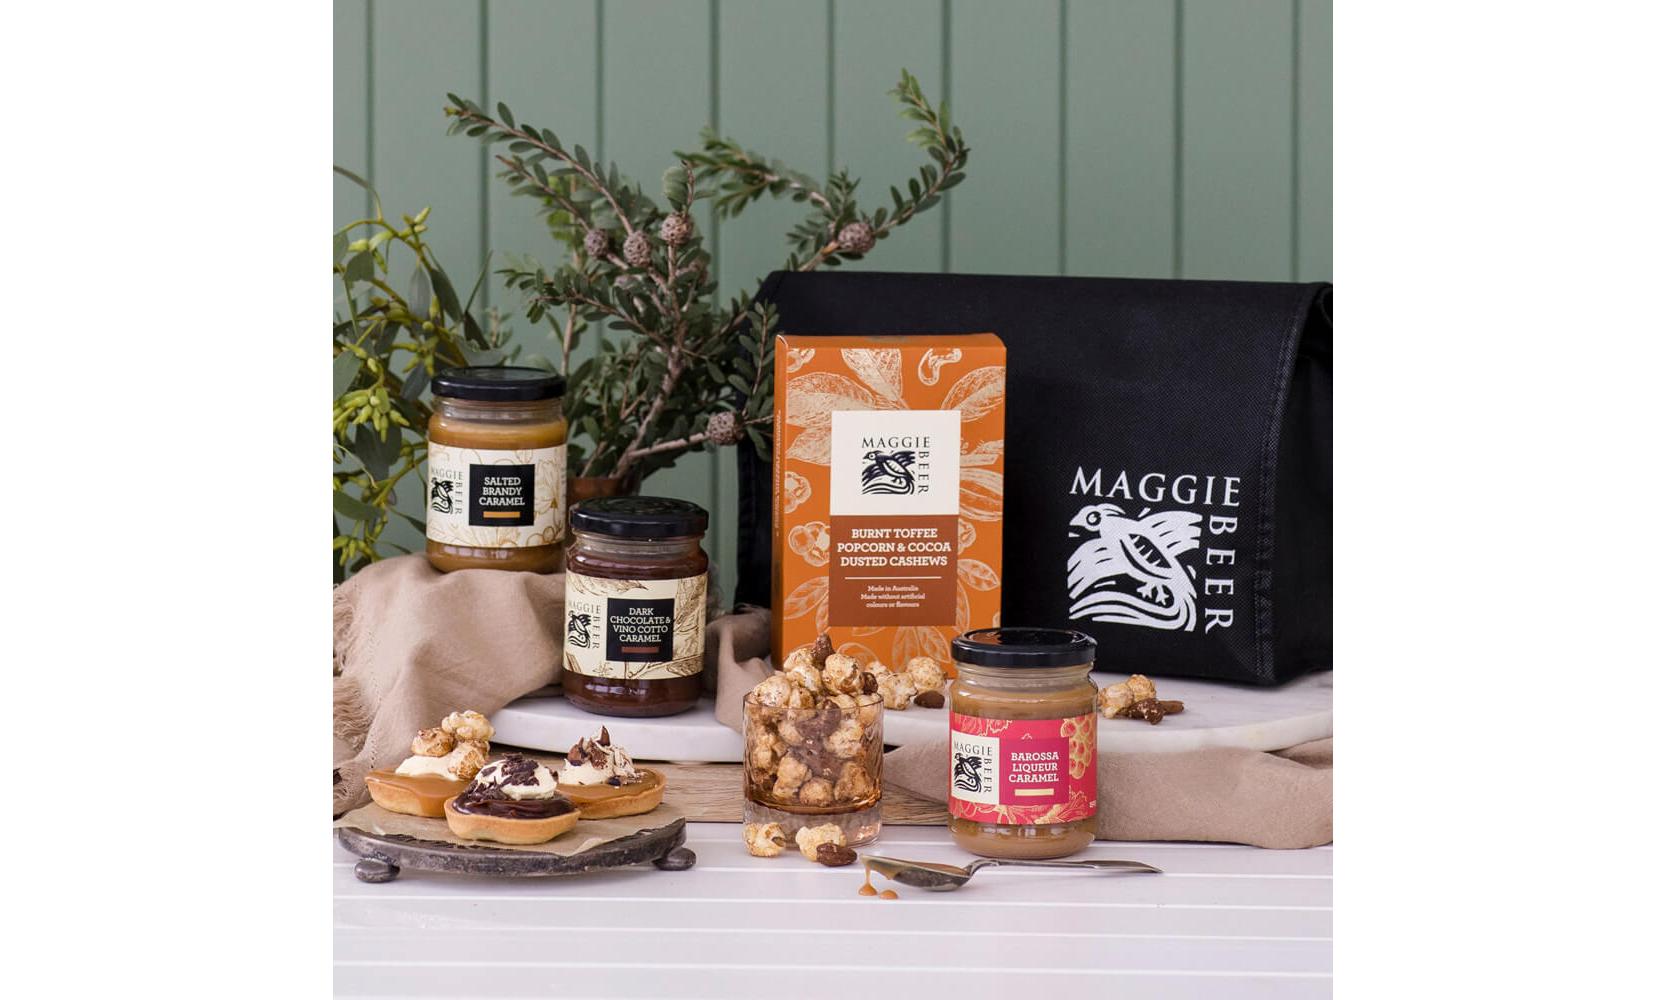 MAGGIE
BEER
SALTED
BRANDY
CARAMEL
MAGGIE
BEER
DARK
CHOCOLATE &
VINO COTTO
CARAMEL
MAGGIE
BEER
BURNT TOFFEE
POPCORN & COCOA
DUSTED CASHEWS
Made in Australia
Made without artificial
colours or flavours
MAGGIE
BEER
MAGGIE
BEER
BAROSSA
LIQUEUR
CARAMEL